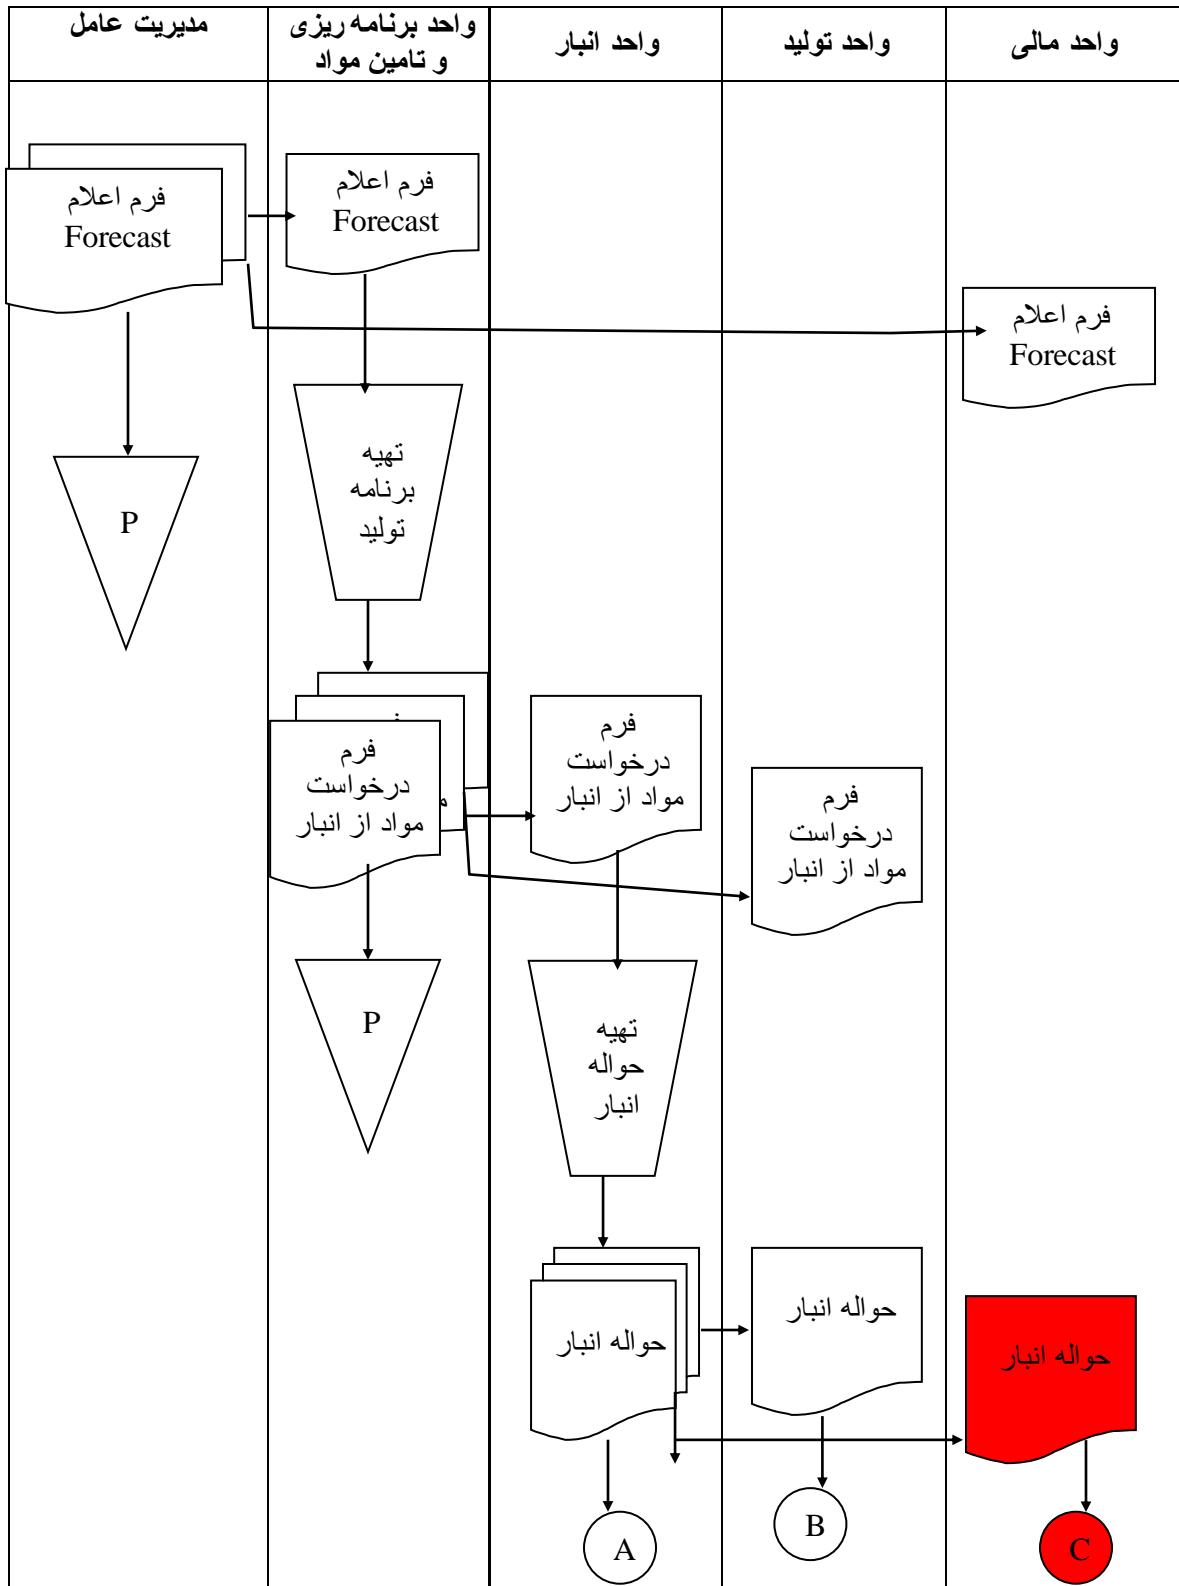 مدیریت عامل
واحد برنامه ریزی
و تامین مواد
واحد انبار
واحد تولید
واحد مالی
فرم اعلام
Forecast
فرم اعلام
Forecast
فرم اعلام
Forecast
تهیه
برنامه
تولید
P
فرم
درخواست
مواد از انبار
فرم
درخواست
مواد از انبار
فرم
درخواست
مواد از انبار
P
تهیه
حواله
انبار
حواله انبار
حواله انبار
حواله انبار
A
B
C